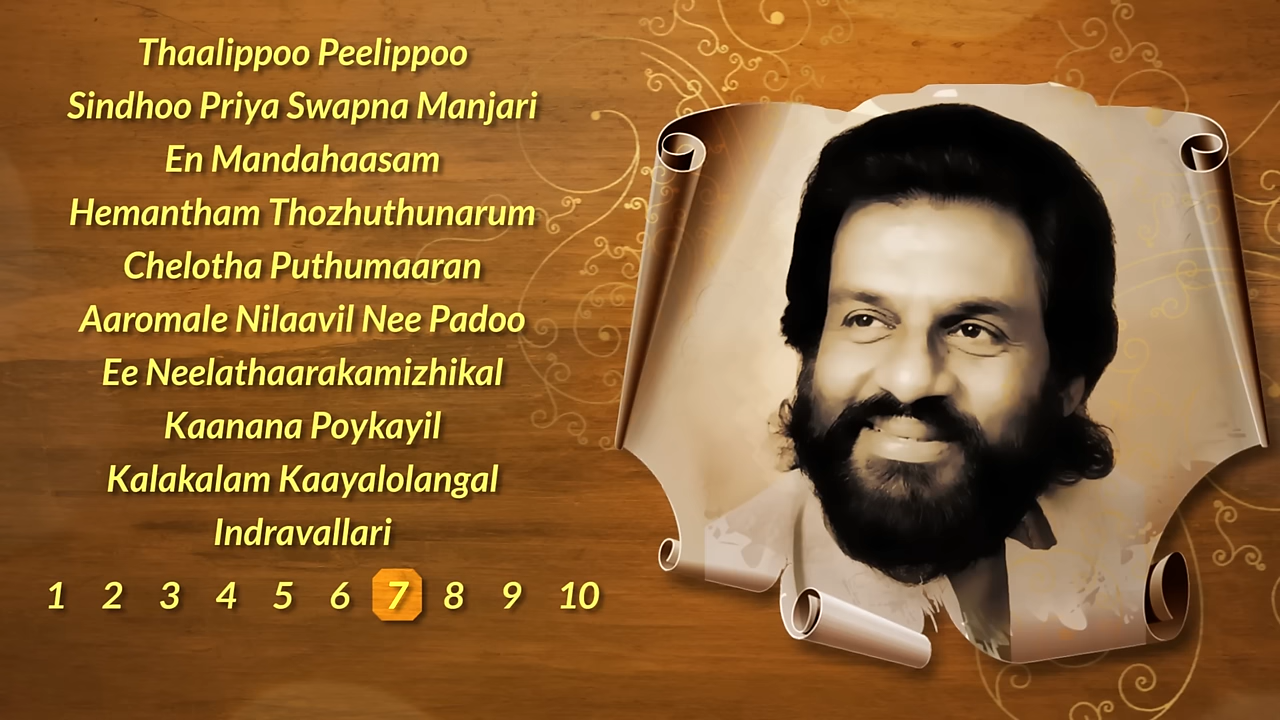 Thaalippoo Peelippoo
Sindhoo Priya Swapna Manjari
En Mandahaasam
Hemantham Thozhuthunarum
Chelotha Puthumaaran
Aaromale Nilaavil Nee Padoo
Ee Neelathaarakamizhikal
Kaanana Poykayil
Kalakalam Kaayalolangal
Indravallari
1 2 3 4 5 6 7 8 9 10